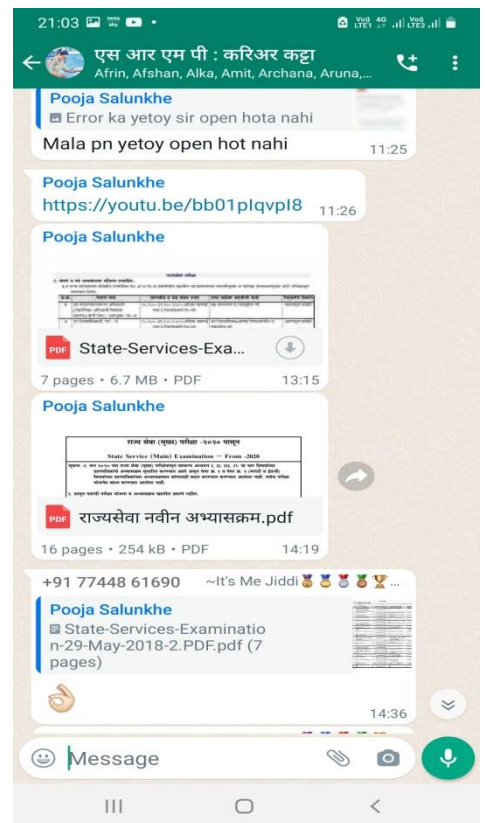 21:03
एस आर एम पी : करिअर कट्टा
Afrin, Afshan, Alka, Amit, Archana, Aruna,...
Pooja Salunkhe
Error ka yetoy sir open hota nahi
Mala pn yetoy open hot nahi
11:25
Pooja Salunkhe
https://youtu.be/bb01pIqvpI8
11:26
Pooja Salunkhe
PDF State-Services-Exa...
7 pages • 6.7 MB • PDF
13:15
Pooja Salunkhe
राज्य सेवा (मुख्य) परीक्षा -२०२० पासून
State Service (Main) Examination – From -2020
PDF राज्यसेवा नवीन अभ्यासक्रम.pdf
16 pages • 254 kB • PDF
14:19
+91 77448 61690 ~It's Me Jiddi🏅🏅🏅🏅🏆...
Pooja Salunkhe
State-Services-Examinatio
n-29-May-2018-2.PDF.pdf (7
pages)
👌🏻
14:36
Message